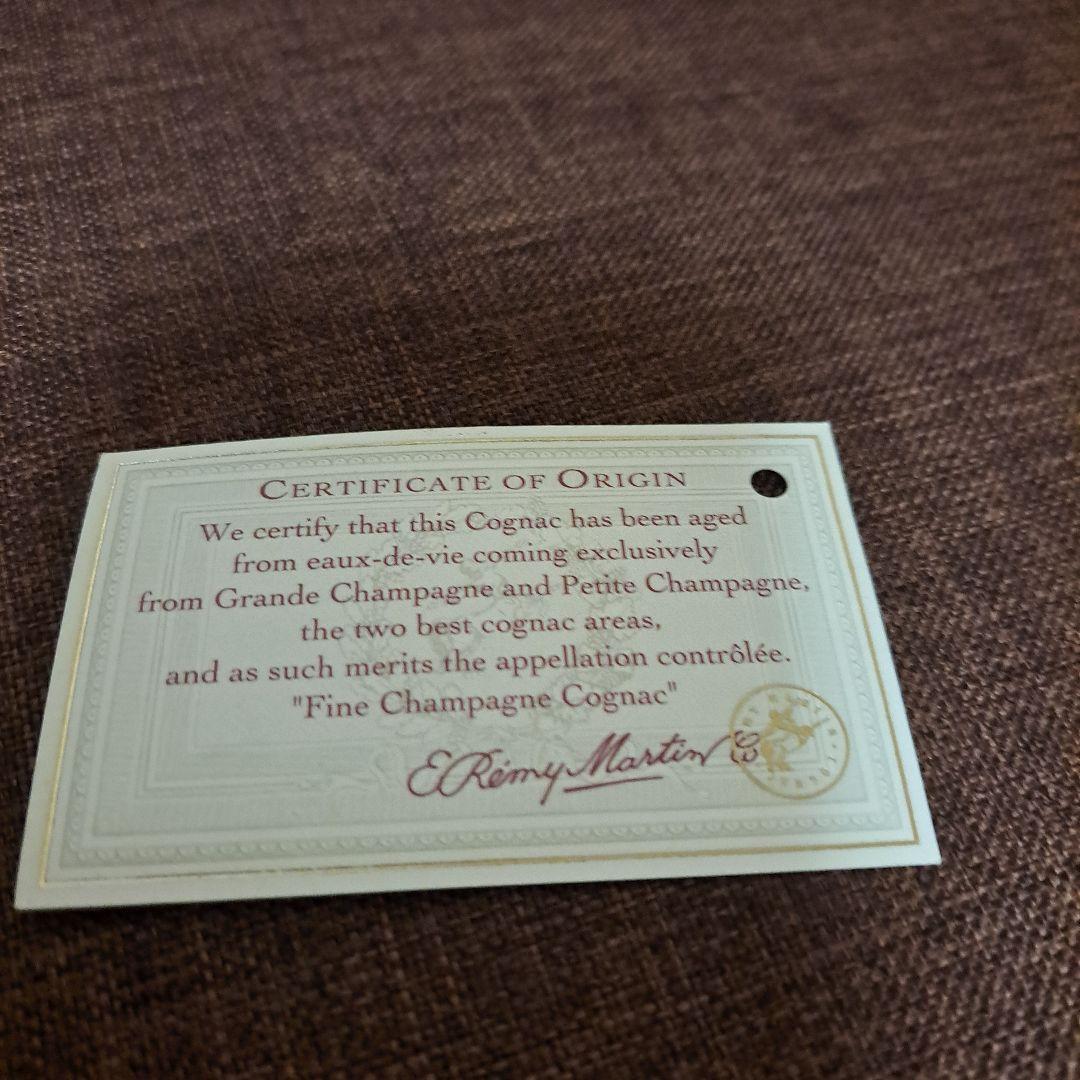 CERTIFICATE OF ORIGIN
We certify that this Cognac has been aged
from eaux-de-vie coming exclusively
from Grande Champagne and Petite Champagne,
the two best cognac areas,
and as such merits the appellation contrôlée.
"Fine Champagne Cognac"
E. Rémy Martin & Co